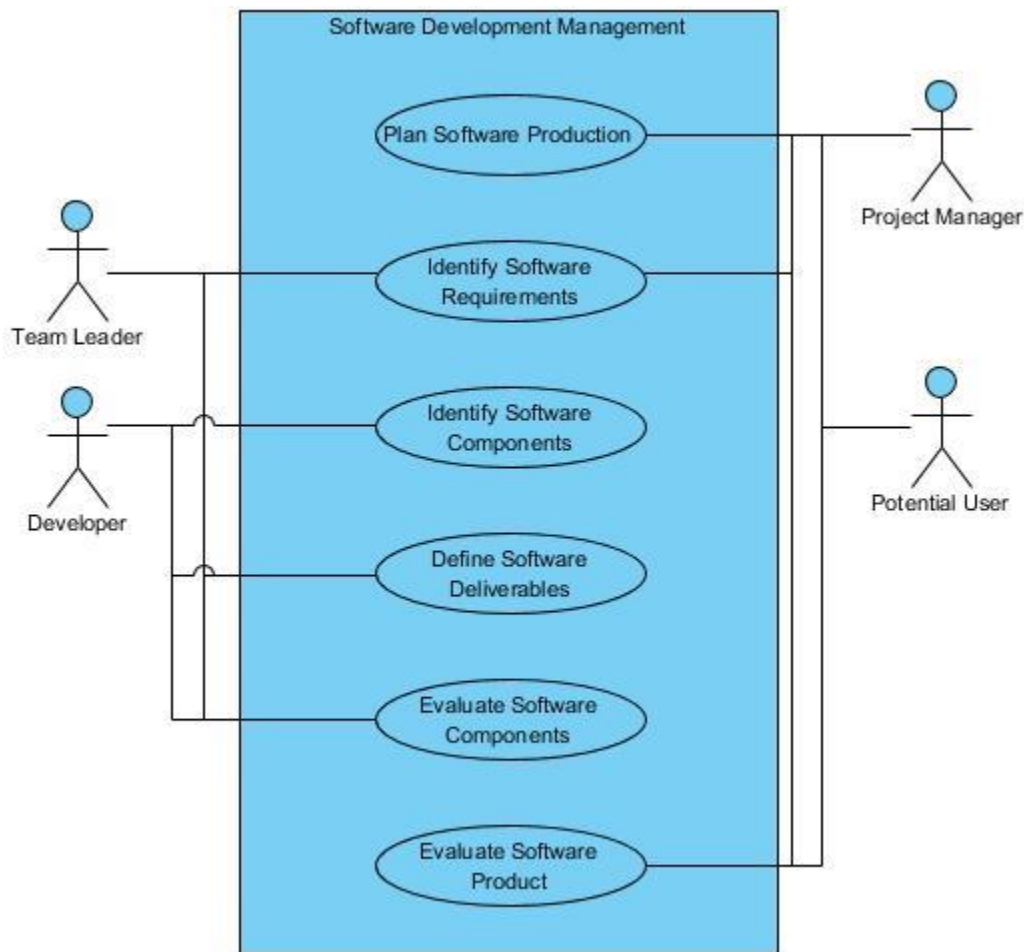 Software Development Management
Plan Software Production
Project Manager
Identify Software
Requirements
Team Leader
Identify Software
Components
Developer
Potential User
Define Software
Deliverables
Evaluate Software
Components
Evaluate Software
Product